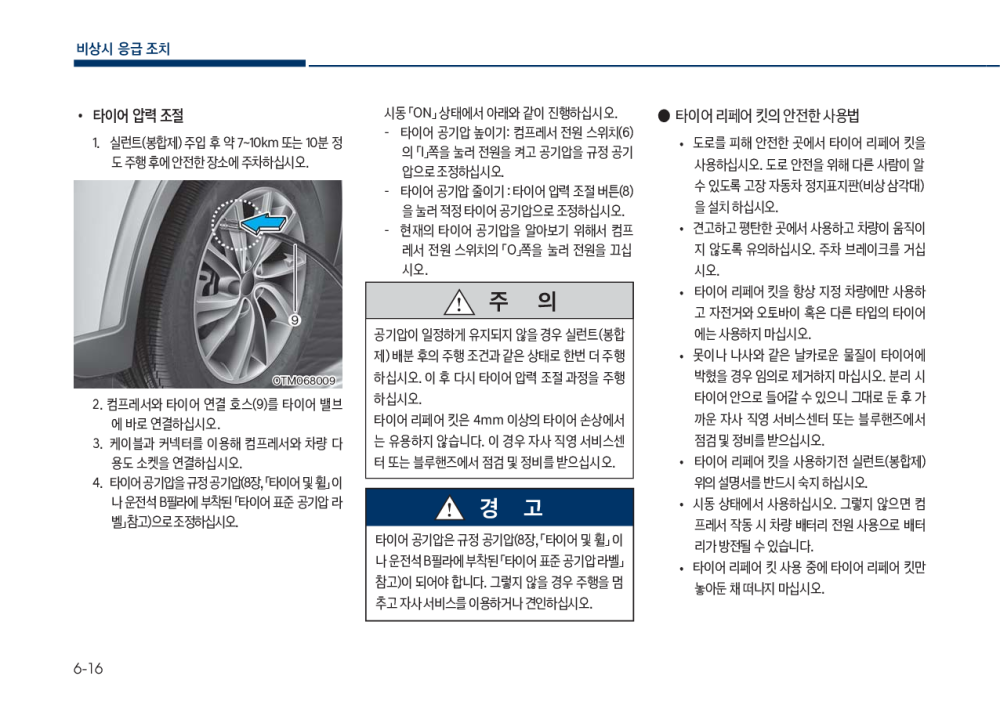 비상시 응급 조치
• 타이어 압력 조절
1. 실런트(봉합제) 주입 후 약 7~10km 또는 10분 정
도 주행 후에 안전한 장소에 주차하십시오.
9
OTM068009
2. 컴프레서와 타이어 연결 호스(9)를 타이어 밸브
에 바로 연결하십시오.
3. 케이블과 커넥터를 이용해 컴프레서와 차량 다
용도 소켓을 연결하십시오.
4. 타이어 공기압을 규정 공기압(8장, 「타이어 및 휠」 이
나 운전석 B필라에 부착된 「타이어 표준 공기압 라
벨」 참고)으로 조정하십시오.
시동 「ON」 상태에서 아래와 같이 진행하십시오.
- 타이어 공기압 높이기: 컴프레서 전원 스위치(6)
의 「I」쪽을 눌러 전원을 켜고 공기압을 규정 공기
압으로 조정하십시오.
- 타이어 공기압 줄이기 : 타이어 압력 조절 버튼(8)
을 눌러 적정 타이어 공기압으로 조정하십시오.
- 현재의 타이어 공기압을 알아보기 위해서 컴프
레서 전원 스위치의 「O」쪽을 눌러 전원을 끄십
시오.
주 의
공기압이 일정하게 유지되지 않을 경우 실런트(봉합
제) 배분 후의 주행 조건과 같은 상태로 한번 더 주행
하십시오. 이 후 다시 타이어 압력 조절 과정을 주행
하십시오.
타이어 리페어 킷은 4mm 이상의 타이어 손상에서
는 유용하지 않습니다. 이 경우 자사 직영 서비스센
터 또는 블루핸즈에서 점검 및 정비를 받으십시오.
경 고
타이어 공기압은 규정 공기압(8장, 「타이어 및 휠」 이
나 운전석 B필라에 부착된 「타이어 표준 공기압 라벨」
참고)이 되어야 합니다. 그렇지 않을 경우 주행을 멈
추고 자사 서비스를 이용하거나 견인하십시오.
● 타이어 리페어 킷의 안전한 사용법
• 도로를 피해 안전한 곳에서 타이어 리페어 킷을
사용하십시오. 도로 안전을 위해 다른 사람이 알
수 있도록 고장 자동차 정지표지판(비상 삼각대)
을 설치 하십시오.
• 견고하고 평탄한 곳에서 사용하고 차량이 움직이
지 않도록 유의하십시오. 주차 브레이크를 거십
시오.
• 타이어 리페어 킷을 항상 지정 차량에만 사용하
고 자전거와 오토바이 혹은 다른 타입의 타이어
에는 사용하지 마십시오.
• 못이나 나사와 같은 날카로운 물질이 타이어에
박혔을 경우 임의로 제거하지 마십시오. 분리 시
타이어 안으로 들어갈 수 있으니 그대로 둔 후 가
까운 자사 직영 서비스센터 또는 블루핸즈에서
점검 및 정비를 받으십시오.
• 타이어 리페어 킷을 사용하기전 실런트(봉합제)
위의 설명서를 반드시 숙지 하십시오.
• 시동 상태에서 사용하십시오. 그렇지 않으면 컴
프레서 작동 시 차량 배터리 전원 사용으로 배터
리가 방전될 수 있습니다.
• 타이어 리페어 킷 사용 중에 타이어 리페어 킷만
놓아둔 채 떠나지 마십시오.
6-16